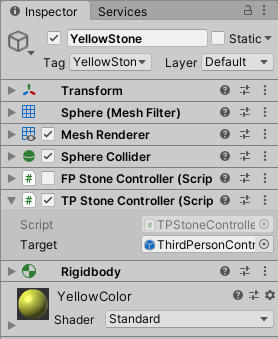 Inspector Services
YellowStone Static
Tag YellowSton Layer Default
Transform
Sphere (Mesh Filter)
Mesh Renderer
Sphere Collider
FP Stone Controller (Scrip
TP Stone Controller (Scrip
Script TPStoneControlle
Target ThirdPersonContr
Rigidbody
YellowColor
Shader Standard